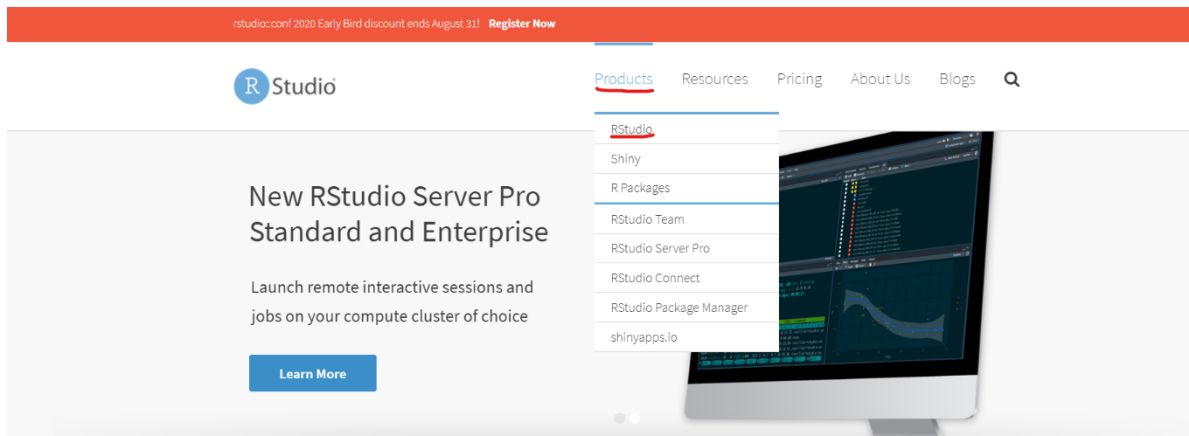 rstudio::conf 2020 Early Bird discount ends August 31! Register Now
R Studio
Products Resources Pricing About Us Blogs
RStudio
Shiny
R Packages
RStudio Team
RStudio Server Pro
RStudio Connect
RStudio Package Manager
shinyapps.io
New RStudio Server Pro
Standard and Enterprise
Launch remote interactive sessions and
jobs on your compute cluster of choice
Learn More